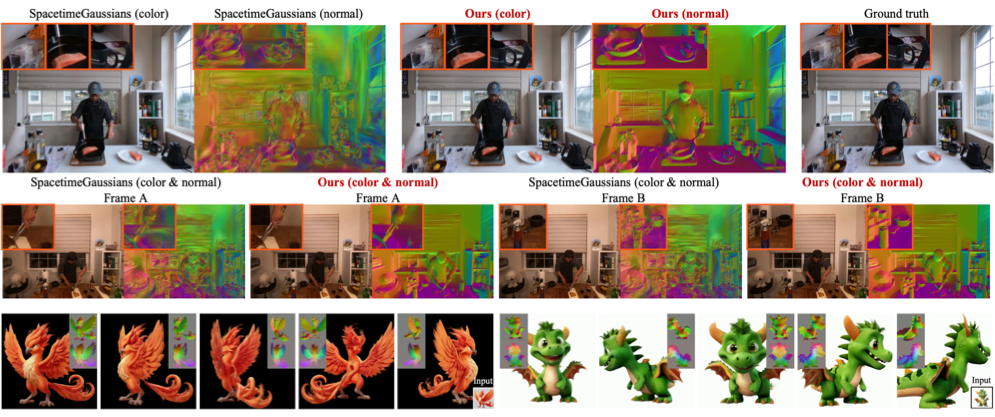 SpacetimeGaussians (color)
SpacetimeGaussians (normal)
Ours (color)
Ours (normal)
Ground truth
SpacetimeGaussians (color & normal)
Frame A
Ours (color & normal)
Frame A
SpacetimeGaussians (color & normal)
Frame B
Ours (color & normal)
Frame B
Input
Input